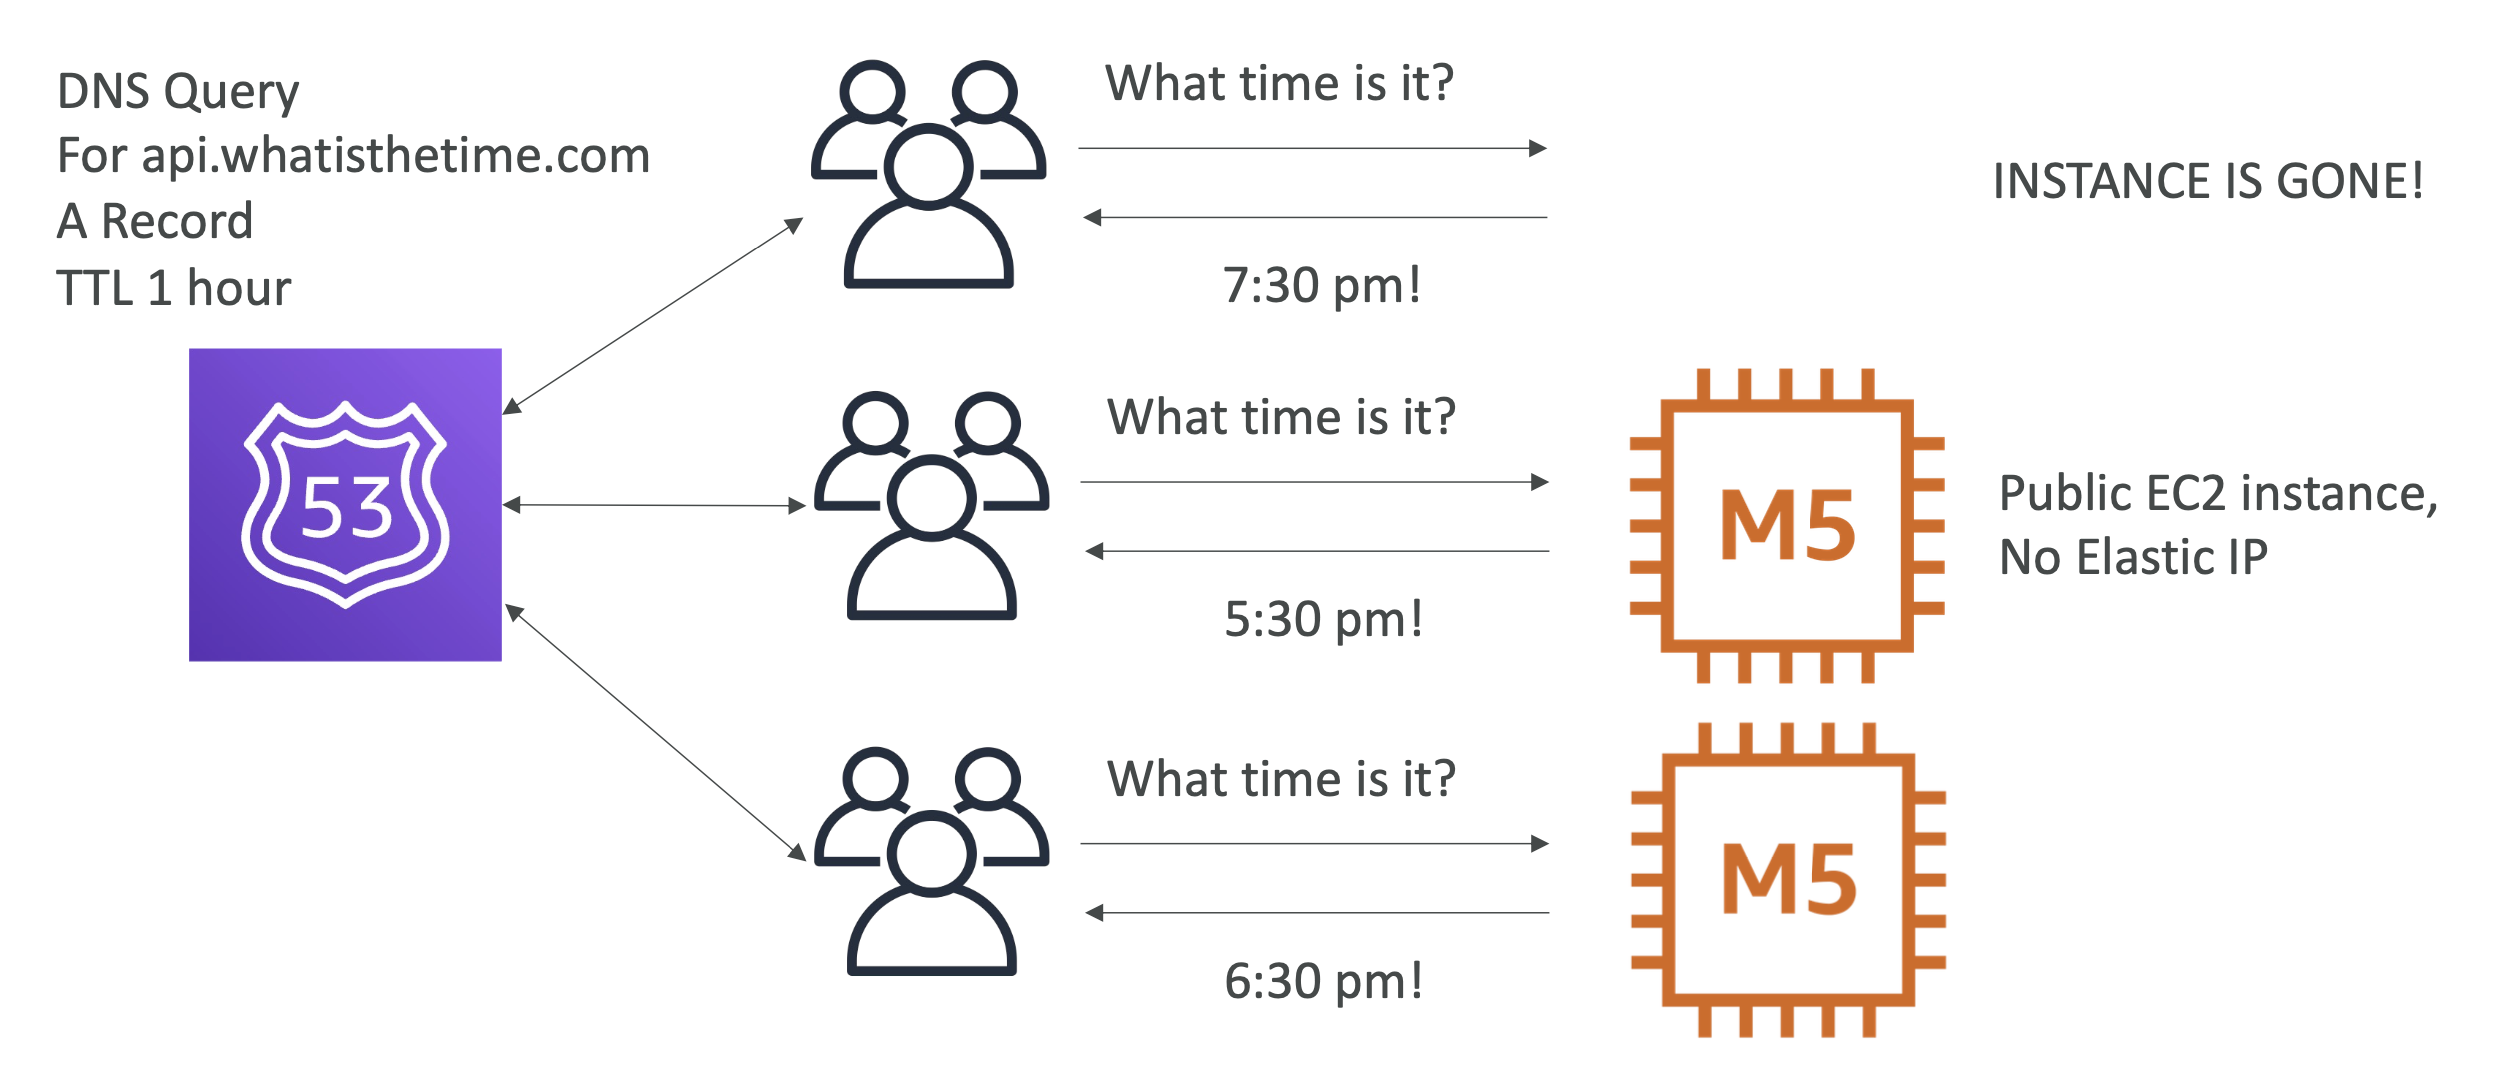 DNS Query
For api.whatisthetime.com
A Record
TTL 1 hour
53
What time is it?
7:30 pm!
INSTANCE IS GONE!
What time is it?
5:30 pm!
M5
Public EC2 instance,
No Elastic IP
What time is it?
6:30 pm!
M5